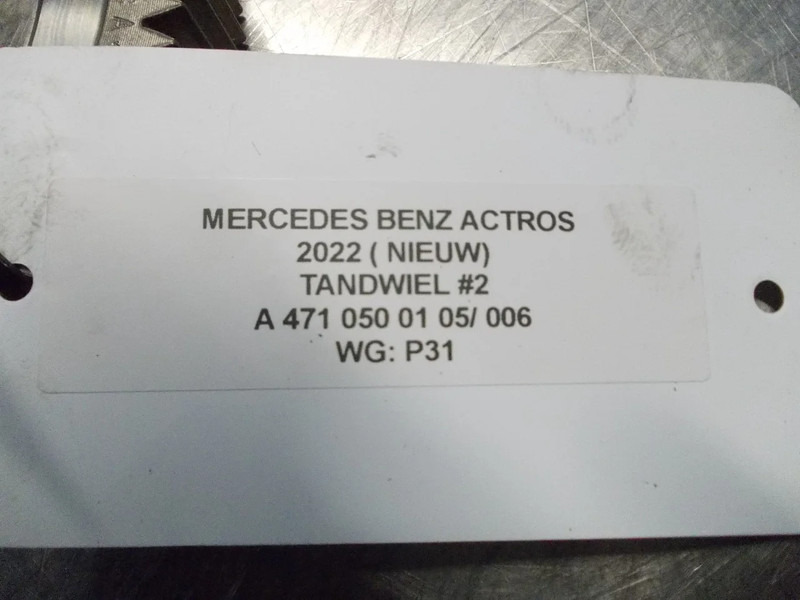 MERCEDES BENZ ACTROS
2022 ( NIEUW)
TANDWIEL #2
A 471 050 01 05/ 006
WG: P31